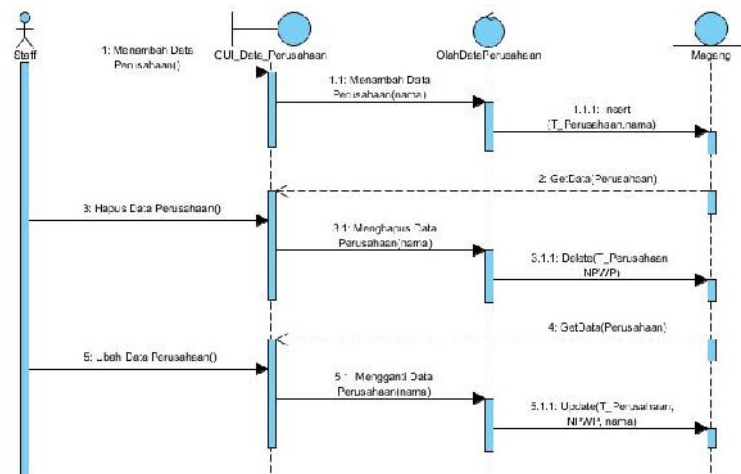 Staff
GUI_Data_Perusahaan
OlahDataPerusahaan
Magang
1: Menambah Data
Perusahaan()
1.1: Menambah Data
Perusahaan(nama)
1.1.1: Insert
(T_Perusahaan,nama)
2: GetData(Perusahaan)
3: Hapus Data Perusahaan()
3.1: Menghapus Data
Perusahaan(nama)
3.1.1: Delete(T_Perusahaan
NPWP)
4: GetData(Perusahaan)
5: Ubah Data Perusahaan()
5.1: Mengganti Data
Perusahaan(nama)
5.1.1: Update(T_Perusahaan,
NPWP, nama)